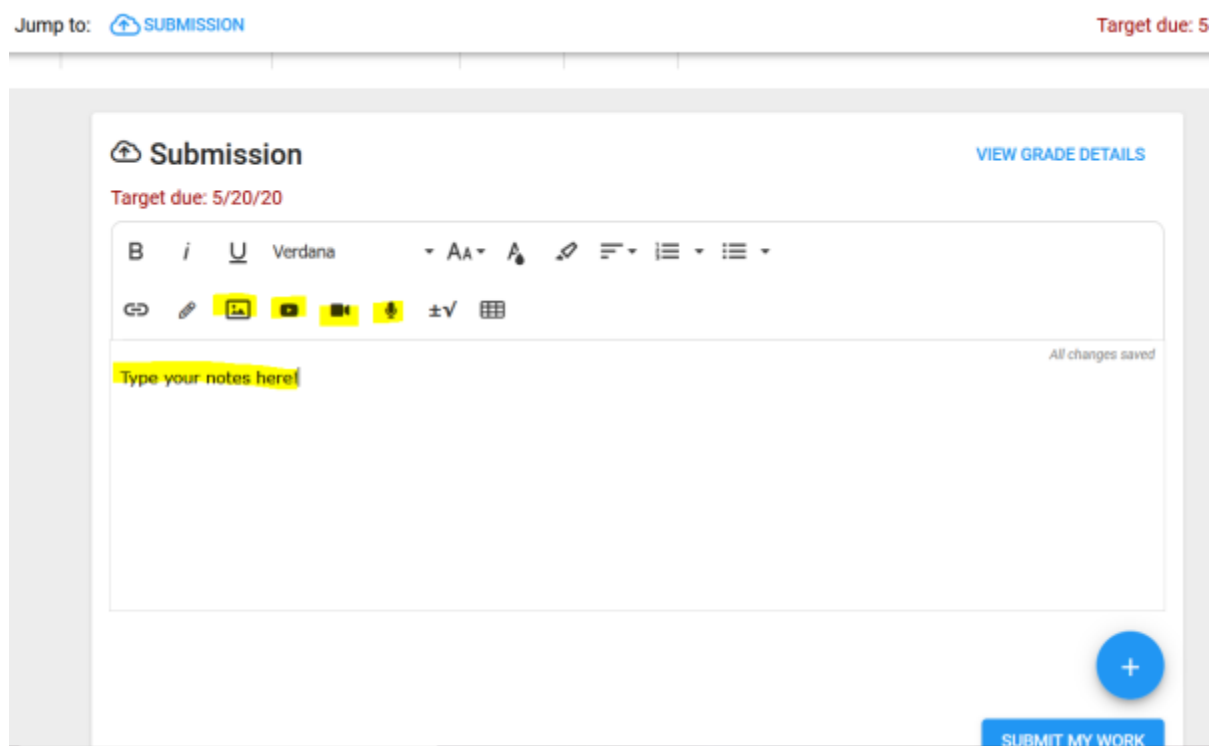 Jump to: SUBMISSION Target due: 5
Submission VIEW GRADE DETAILS
Target due: 5/20/20
B i U Verdana AA A
±√
All changes saved
Type your notes here!
+
SUBMIT MY WORK